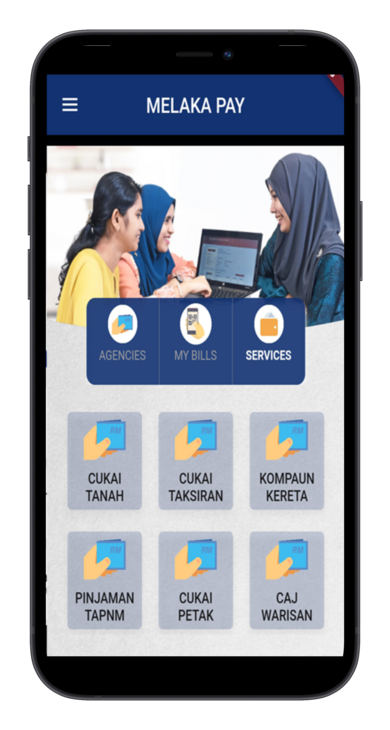 MELAKA PAY
AGENCIES
MY BILLS
SERVICES
RM
RM
RM
CUKAI
TANAH
CUKAI
TAKSIRAN
KOMPAUN
KERETA
RM
RM
RM
PINJAMAN
TAPNM
CUKAI
PETAK
CAJ
WARISAN